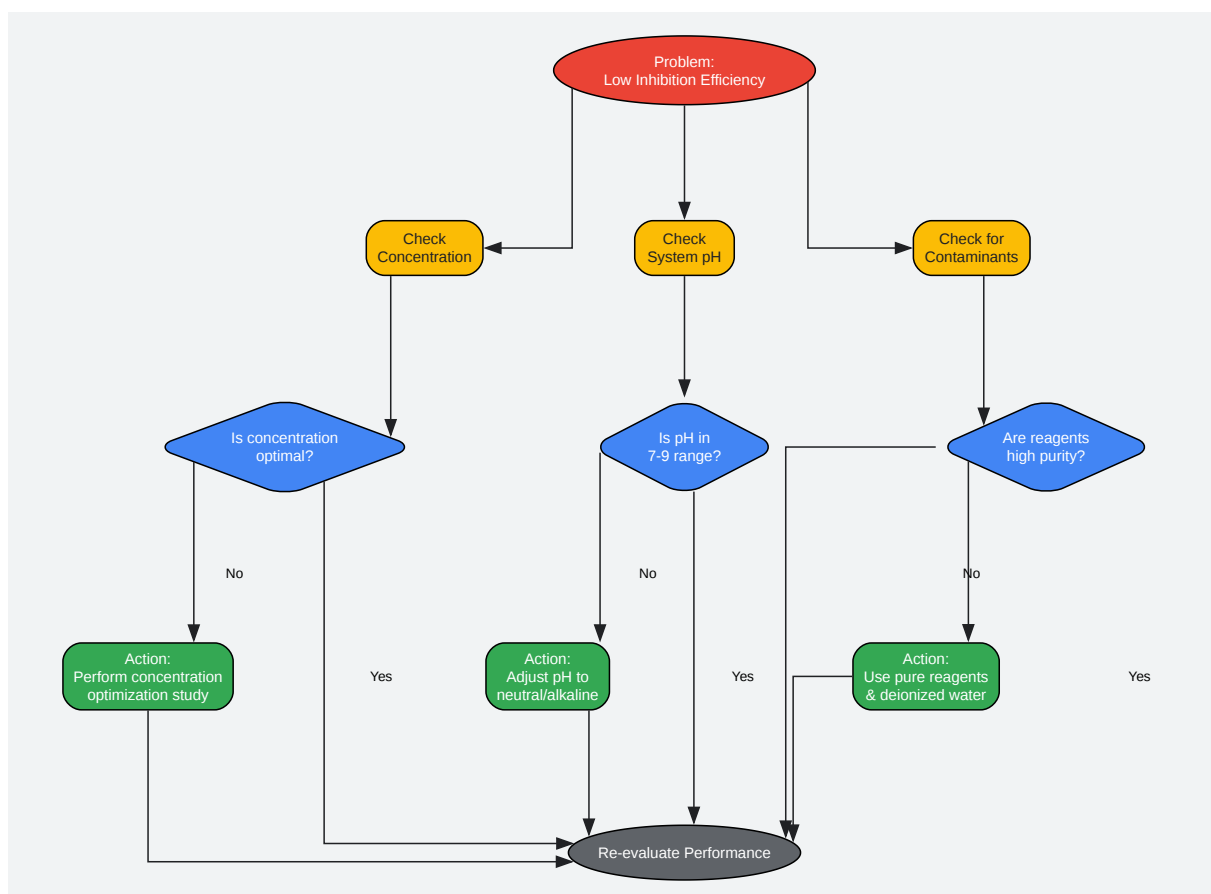 Problem:
Low Inhibition Efficiency
Check
Concentration
Check
System pH
Check for
Contaminants
Is concentration
optimal?
Is pH in
7-9 range?
Are reagents
high purity?
No
No
No
Action:
Perform concentration
optimization study
Yes
Action:
Adjust pH to
neutral/alkaline
Yes
Action:
Use pure reagents
& deionized water
Yes
Re-evaluate Performance